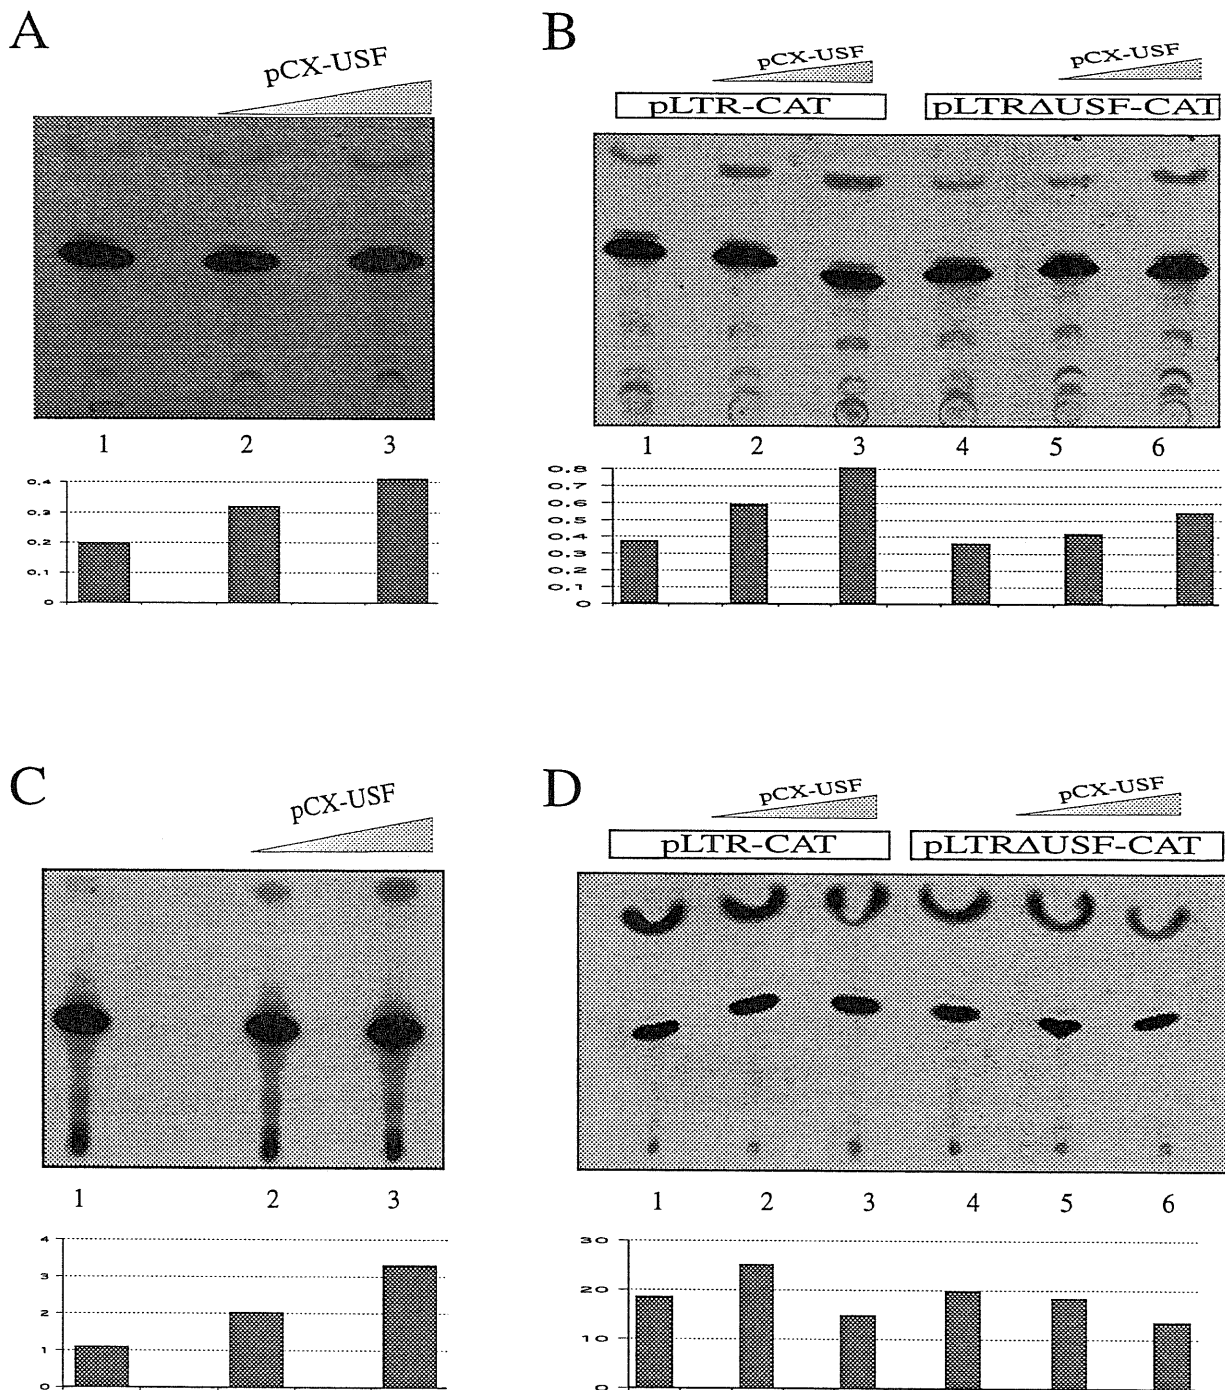 A
pCX-USF
1 2 3
0.4
0.3
0.2
0.1
0
B
pCX-USF pCX-USF
pLTR-CAT pLTRΔUSF-CAT
1 2 3 4 5 6
0.8
0.7
0.6
0.5
0.4
0.3
0.2
0.1
0
C
pCX-USF
1 2 3
4
3
2
1
0
D
pCX-USF pCX-USF
pLTR-CAT pLTRΔUSF-CAT
1 2 3 4 5 6
30
20
10
0